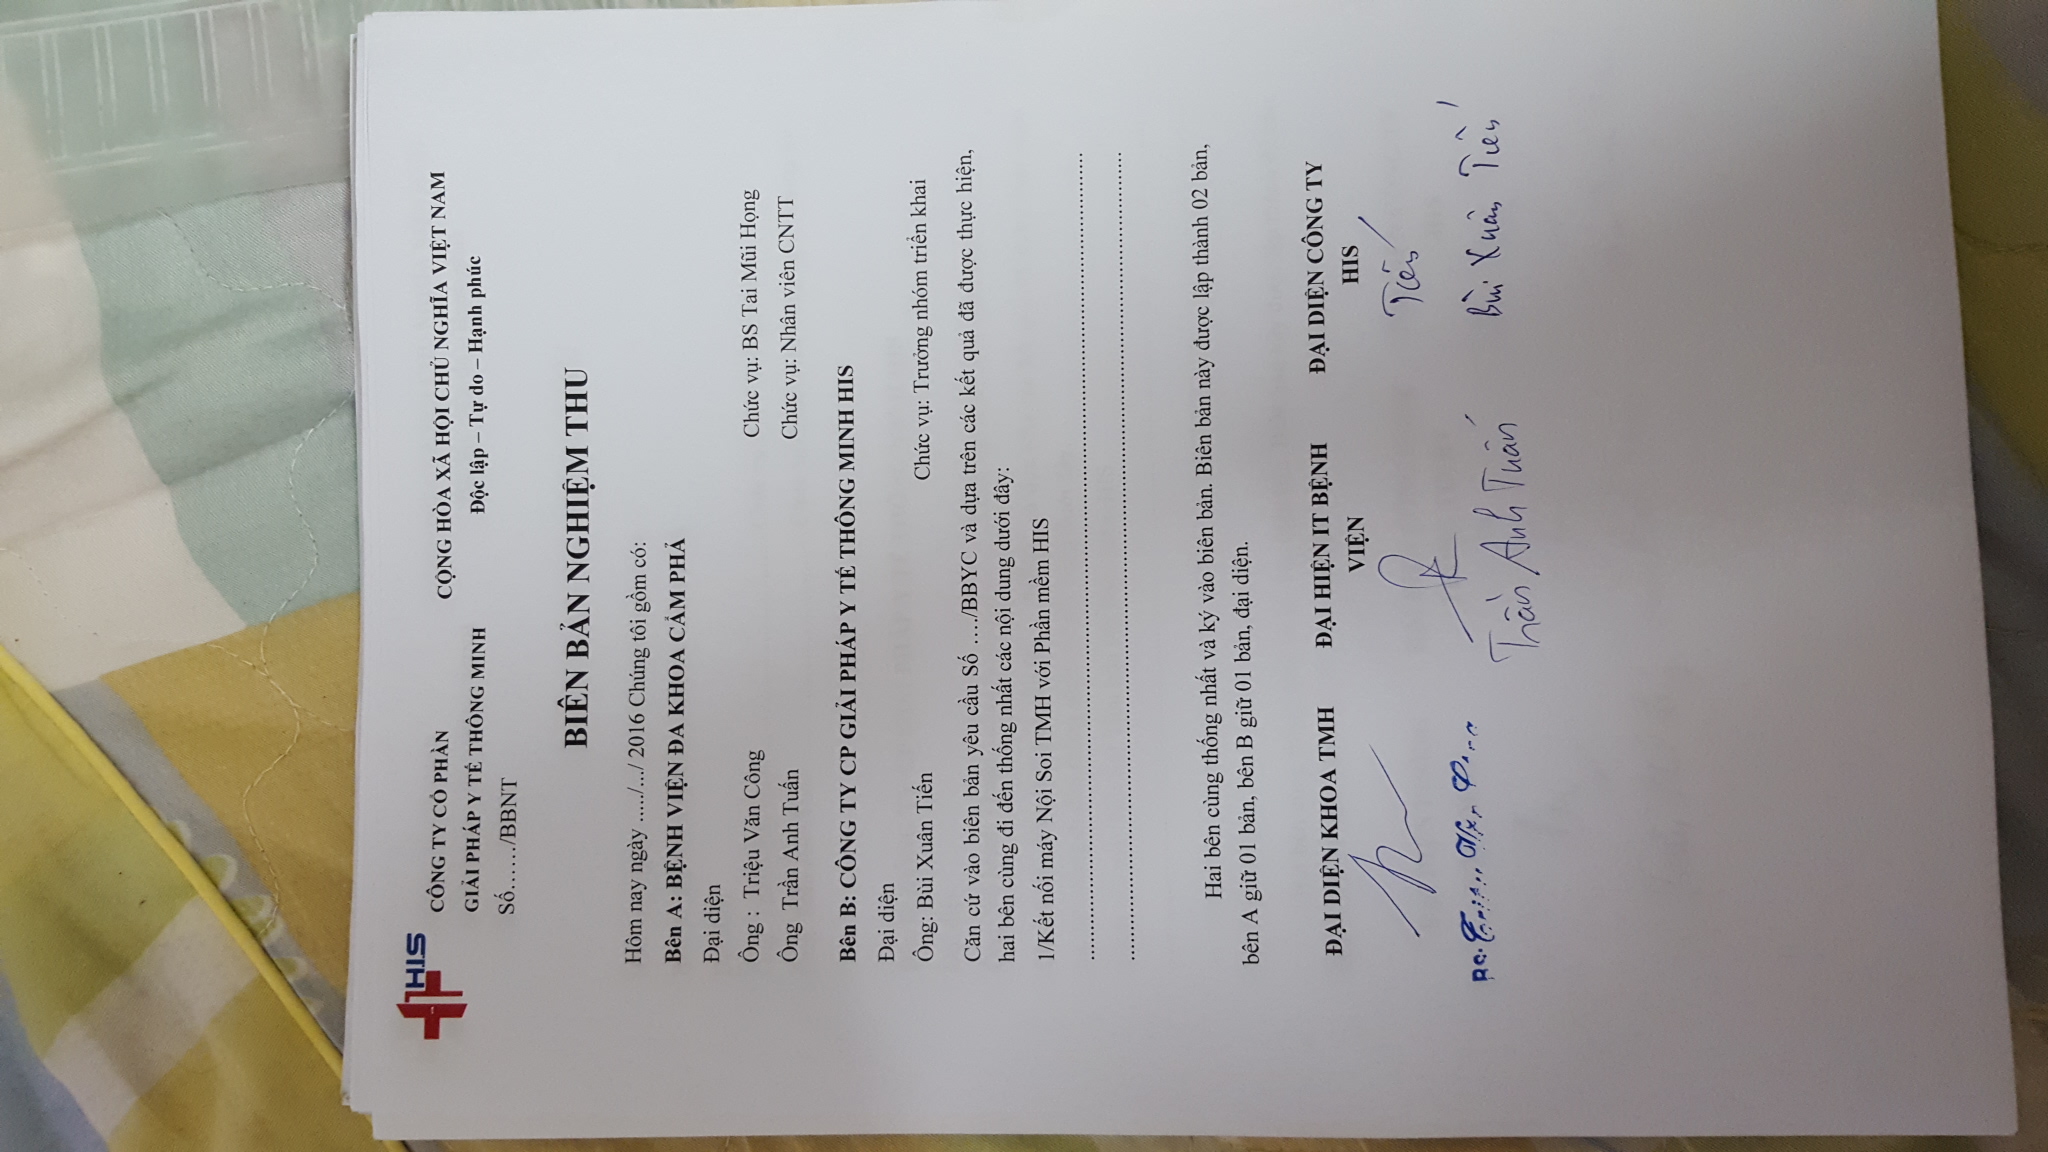 H.I.S
CÔNG TY CỔ PHẦN
GIẢI PHÁP Y TẾ THÔNG MINH
Số....../BBNT
CỘNG HÒA XÃ HỘI CHỦ NGHĨA VIỆT NAM
Độc lập – Tự do – Hạnh phúc
BIÊN BẢN NGHIỆM THU
Hôm nay ngày ...../.../ 2016 Chúng tôi gồm có:
Bên A: BỆNH VIỆN ĐA KHOA CẨM PHẢ
Đại diện
Ông : Triệu Văn Công Chức vụ: BS Tai Mũi Họng
Ông Trần Anh Tuấn Chức vụ: Nhân viên CNTT
Bên B: CÔNG TY CP GIẢI PHÁP Y TẾ THÔNG MINH HIS
Đại diện
Ông: Bùi Xuân Tiến Chức vụ: Trưởng nhóm triển khai
Căn cứ vào biên bản yêu cầu Số …./BBYC và dựa trên các kết quả đã được thực hiện,
hai bên cùng đi đến thống nhất các nội dung dưới đây:
1/Kết nối máy Nội Soi TMH với Phần mềm HIS
Hai bên cùng thống nhất và ký vào biên bản. Biên bản này được lập thành 02 bản,
bên A giữ 01 bản, bên B giữ 01 bản, đại diện.
ĐẠI DIỆN KHOA TMH
ĐẠI HIỆN IT BỆNH
VIỆN
ĐẠI DIỆN CÔNG TY
HIS
Tiến
BS.
Trần Anh Tuấn
Bùi Xuân Tiến